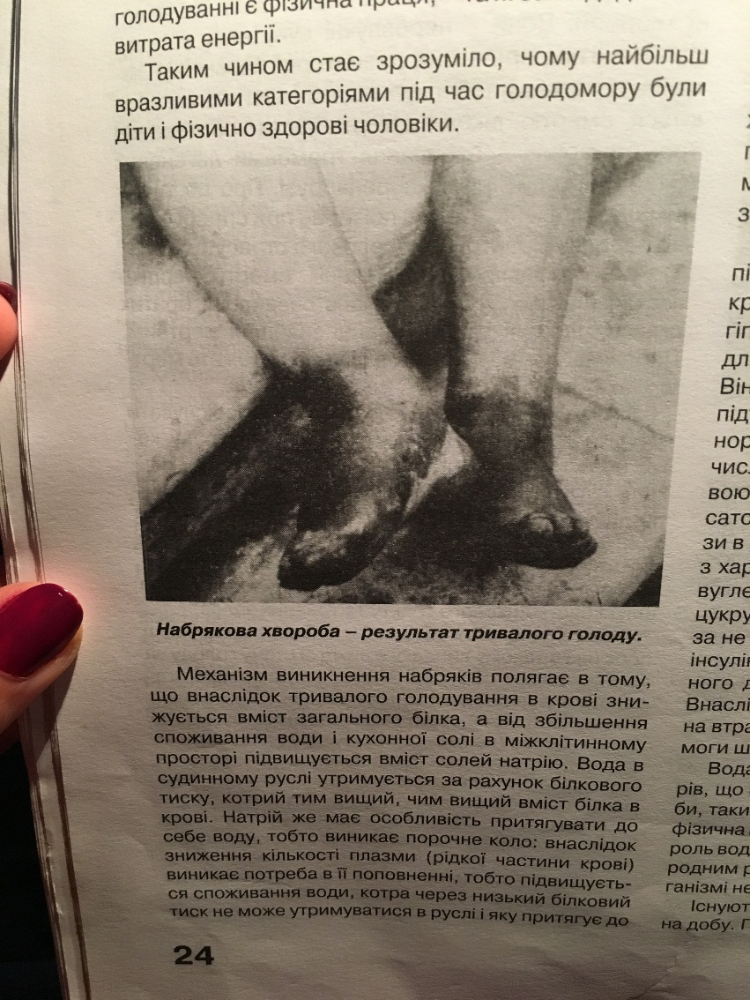 голодуванні є фізична праця,
витрата енергії.
Таким чином стає зрозуміло, чому найбільш
вразливими категоріями під час голодомору були
діти і фізично здорові чоловіки.
Набрякова хвороба – результат тривалого голоду.
Механізм виникнення набряків полягає в тому,
що внаслідок тривалого голодування в крові зни-
жується вміст загального білка, а від збільшення
споживання води і кухонної солі в міжклітинному
просторі підвищується вміст солей натрію. Вода в
судинному руслі утримується за рахунок білкового
тиску, котрий тим вищий, чим вищий вміст білка в
крові. Натрій же має особливість притягувати до
себе воду, тобто виникає порочне коло: внаслідок
зниження кількості плазми (рідкої частини крові)
виникає потреба в її поповненні, тобто підвищуєть-
ся споживання води, котра через низький білковий
тиск не може утримуватися в руслі і яку притягує до
24
пі
кр
гіг
дл
Він
під
нор
чис
вою
сато
зи в
з хар
вугле
цукру
за не
інсулі
ного д
Внаслі
на втра
моги ш
Вода
рів, що
би, таки
фізична
роль вод
родним р
ганізмі не
Існуют
на добу. Г